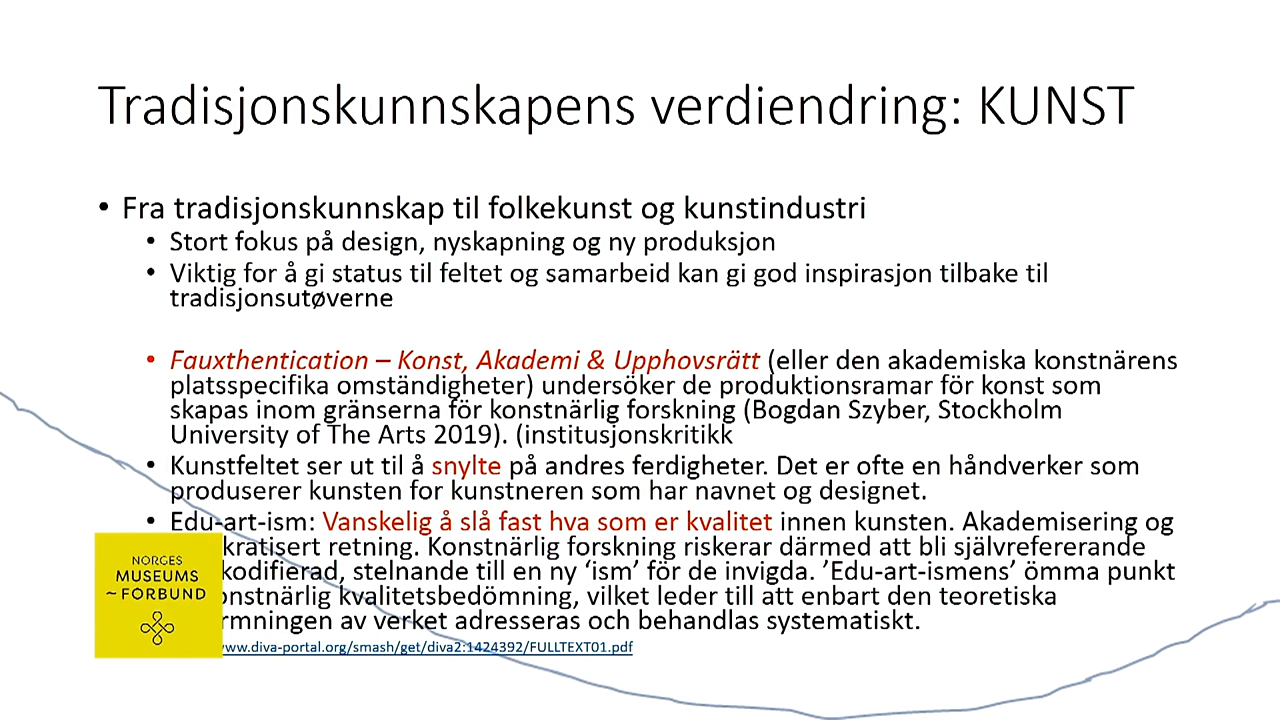 Tradisjonskunnskapens verdiendring: KUNST
• Fra tradisjonskunnskap til folkekunst og kunstindustri
• Stort fokus på design, nyskapning og ny produksjon
• Viktig for å gi status til feltet og samarbeid kan gi god inspirasjon tilbake til
tradisjonsutøverne
• Fauxthentication – Konst, Akademi & Upphovsrätt (eller den akademiska konstnärens
platsspecifika omständigheter) undersöker de produktionsramar för konst som
skapas inom gränserna för konstnärlig forskning (Bogdan Szyber, Stockholm
University of The Arts 2019). (institusjonskritikk
• Kunstfeltet ser ut til å snylte på andres ferdigheter. Det er ofte en håndverker som
produserer kunsten for kunstneren som har navnet og designet.
• Edu-art-ism: Vanskelig å slå fast hva som er kvalitet innen kunsten. Akademisering og
retning. Konstnärlig forskning riskerar därmed att bli självrefererande
kodifierad, stelnande till en ny ‘ism’ för de invigda. ’Edu-art-ismens’ ömma punkt
kvalitetsbedömning, vilket leder till att enbart den teoretiska
av verket adresseras och behandlas systematiskt.
www.diva-portal.org/smash/get/diva2:1424392/FULLTEXT01.pdf
NORGES
MUSEUMS
~FORBUND